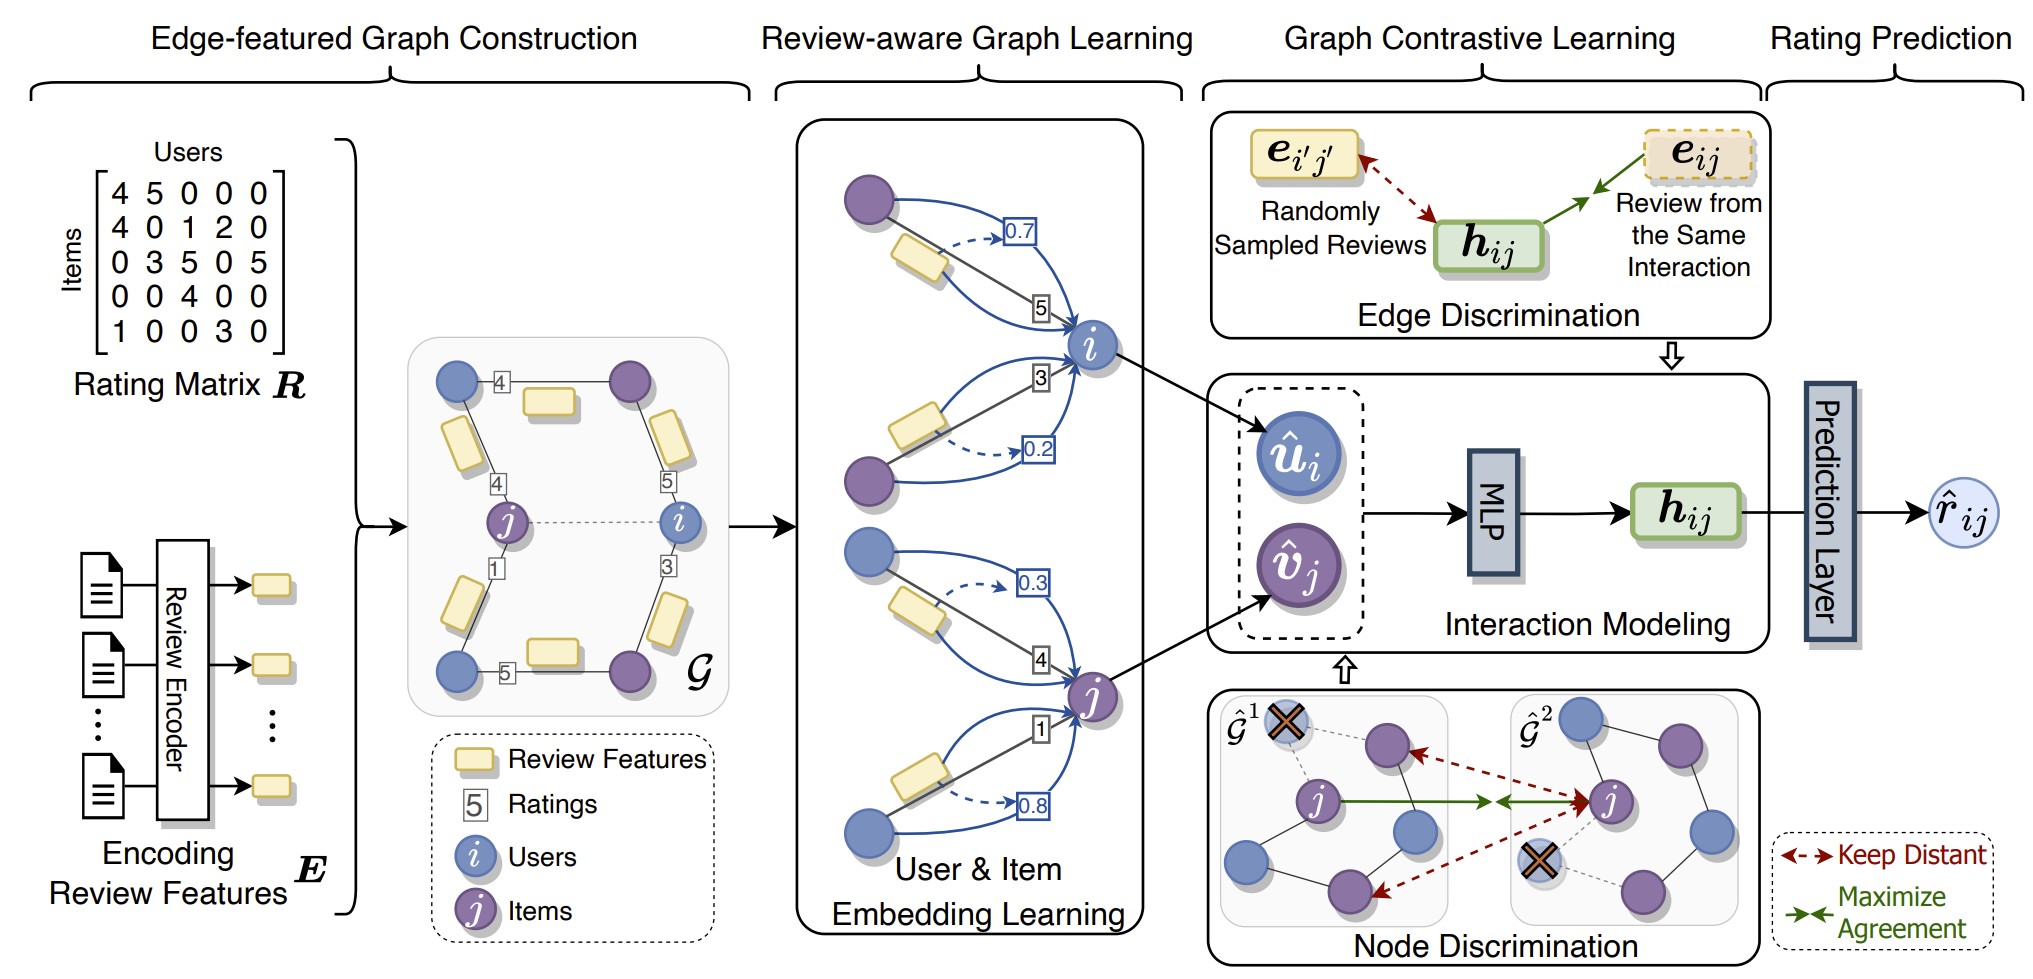 Edge-featured Graph Construction
Review-aware Graph Learning
Graph Contrastive Learning
Rating Prediction
Users
Items
4 5 0 0 0
4 0 1 2 0
0 3 5 0 5
0 0 4 0 0
1 0 0 3 0
Rating Matrix R
Review Encoder
⋮
⋮
Encoding
Review Features E
4
4
5
j
i
1
3
5
G
Review Features
5 Ratings
i Users
j Items
0.7
5
i
3
0.2
0.3
4
j
1
0.8
User & Item
Embedding Learning
e_{i'j'}
e_{ij}
Randomly
Sampled Reviews
h_{ij}
Review from
the Same
Interaction
Edge Discrimination
û_i
v̂_j
MLP
h_{ij}
Interaction Modeling
Prediction Layer
r̂_{ij}
Ĝ^1
Ĝ^2
j
j
Node Discrimination
Keep Distant
Maximize
Agreement